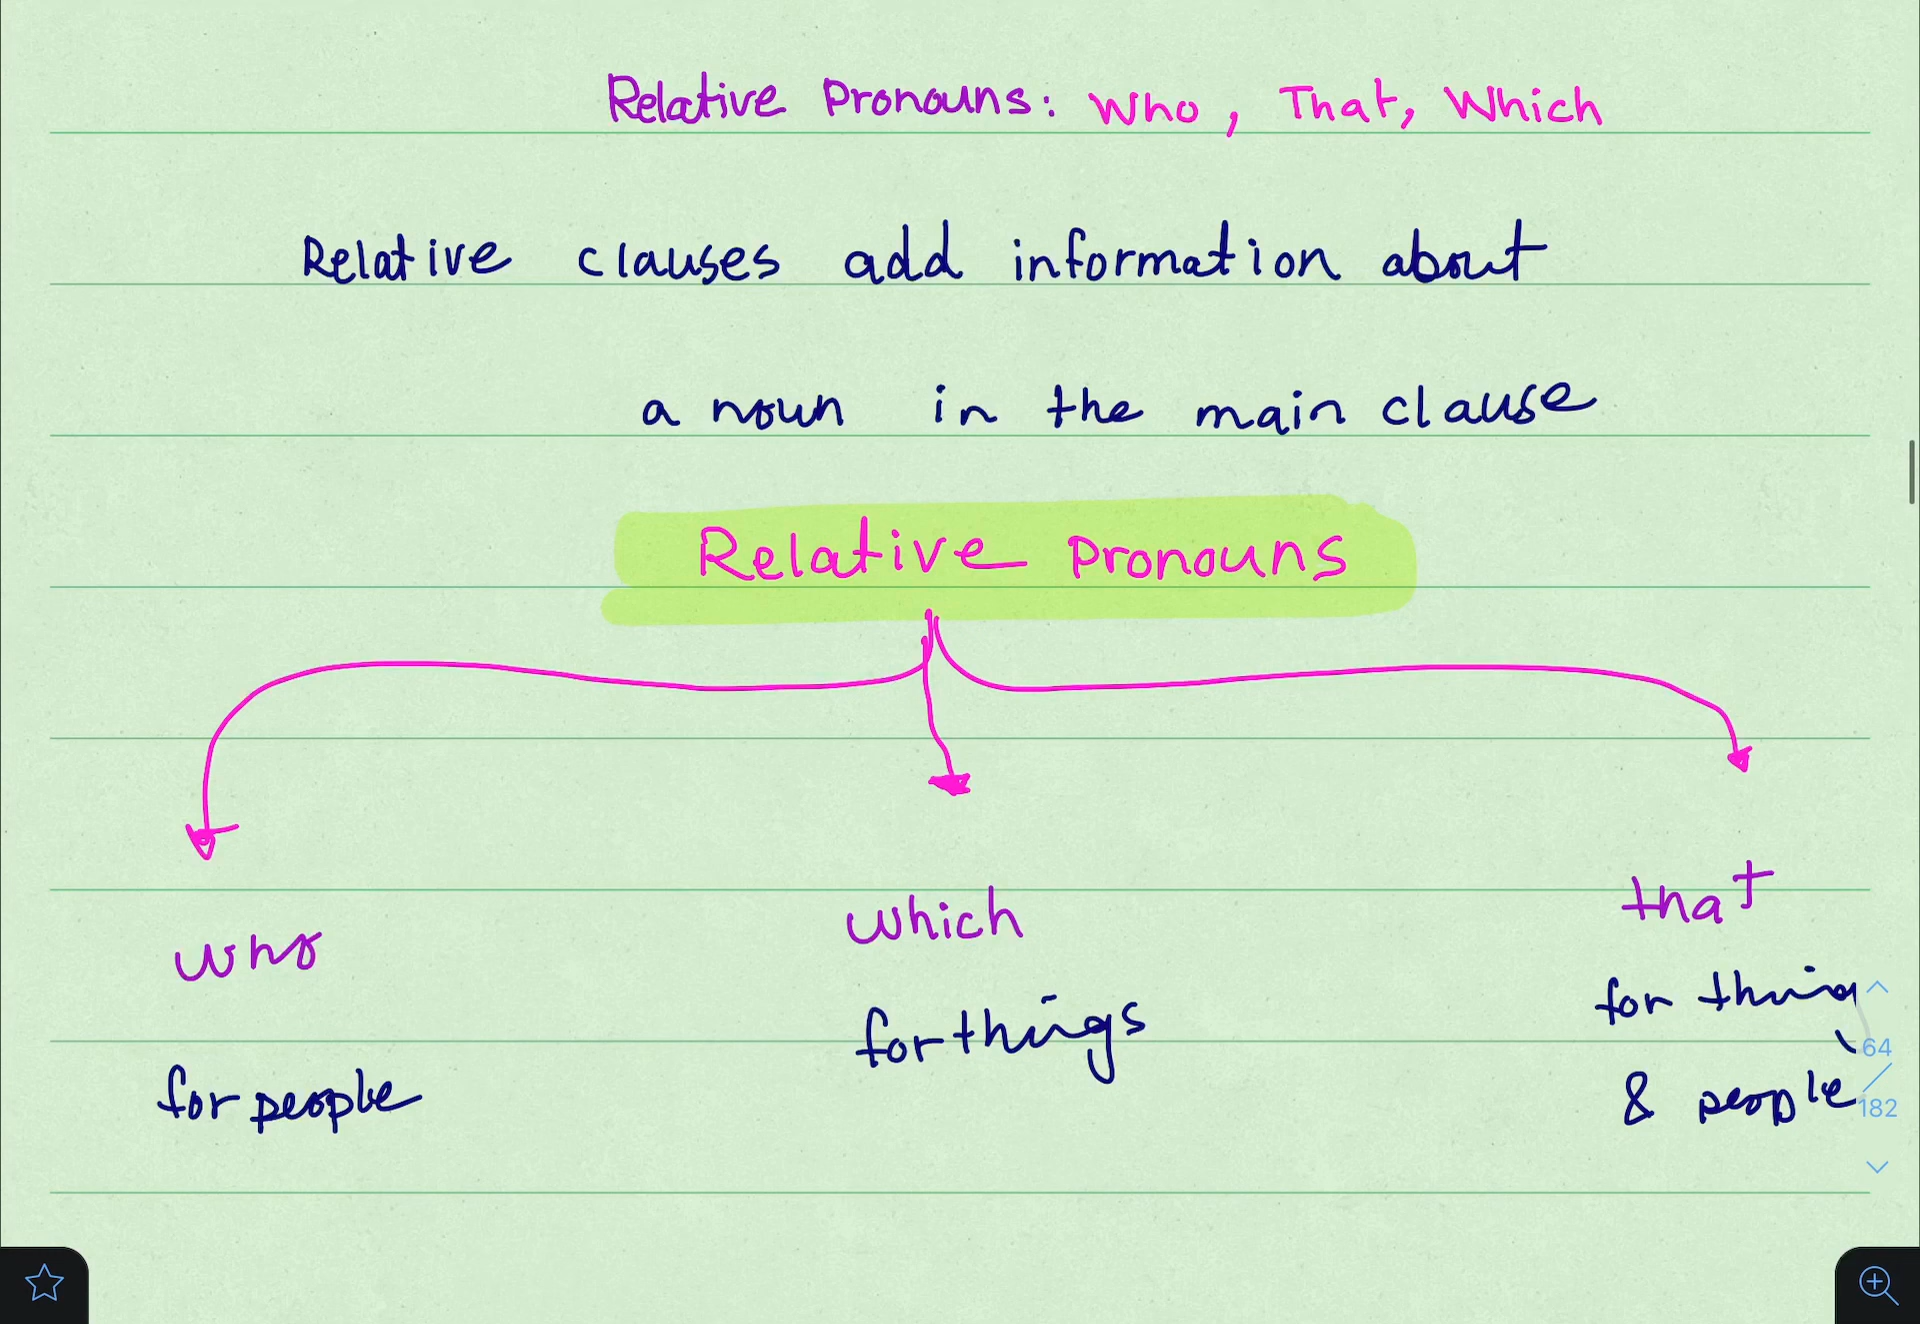 Relative Pronouns: Who, That, Which
Relative clauses add information about
a noun in the main clause
Relative Pronouns
who
which
that
for people
for things
for things
& people
64
182